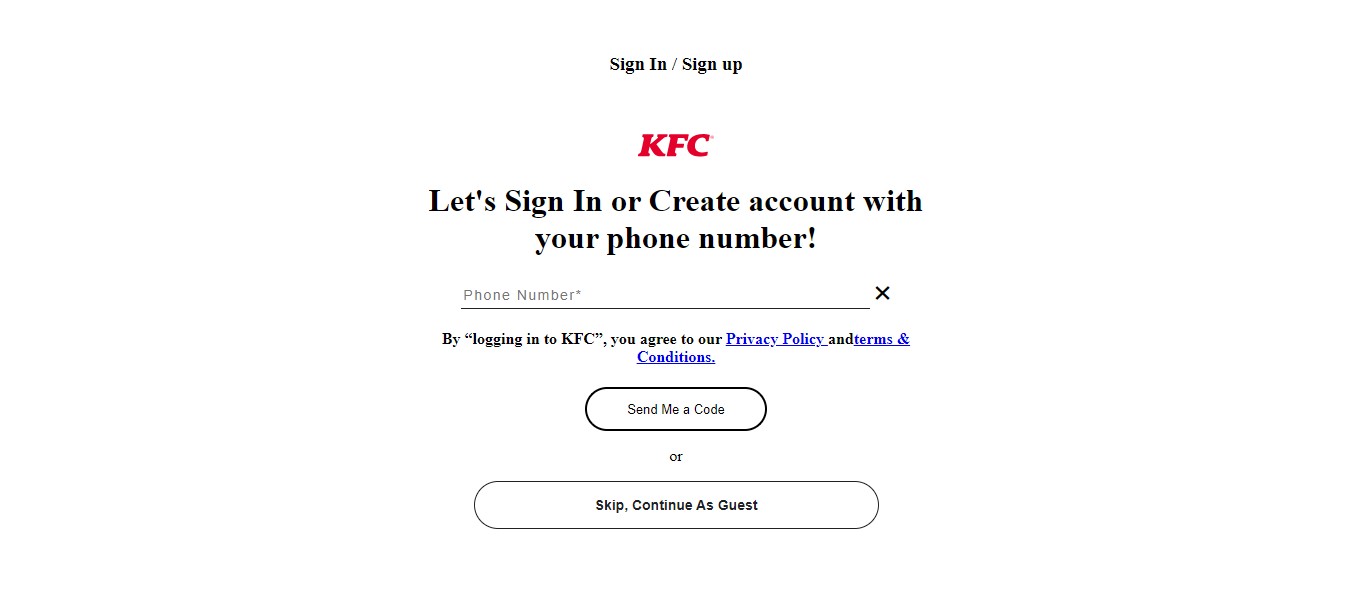 Sign In / Sign up
KFC
Let's Sign In or Create account with
your phone number!
Phone Number*
By “logging in to KFC”, you agree to our Privacy Policy andterms &
Conditions.
Send Me a Code
or
Skip, Continue As Guest